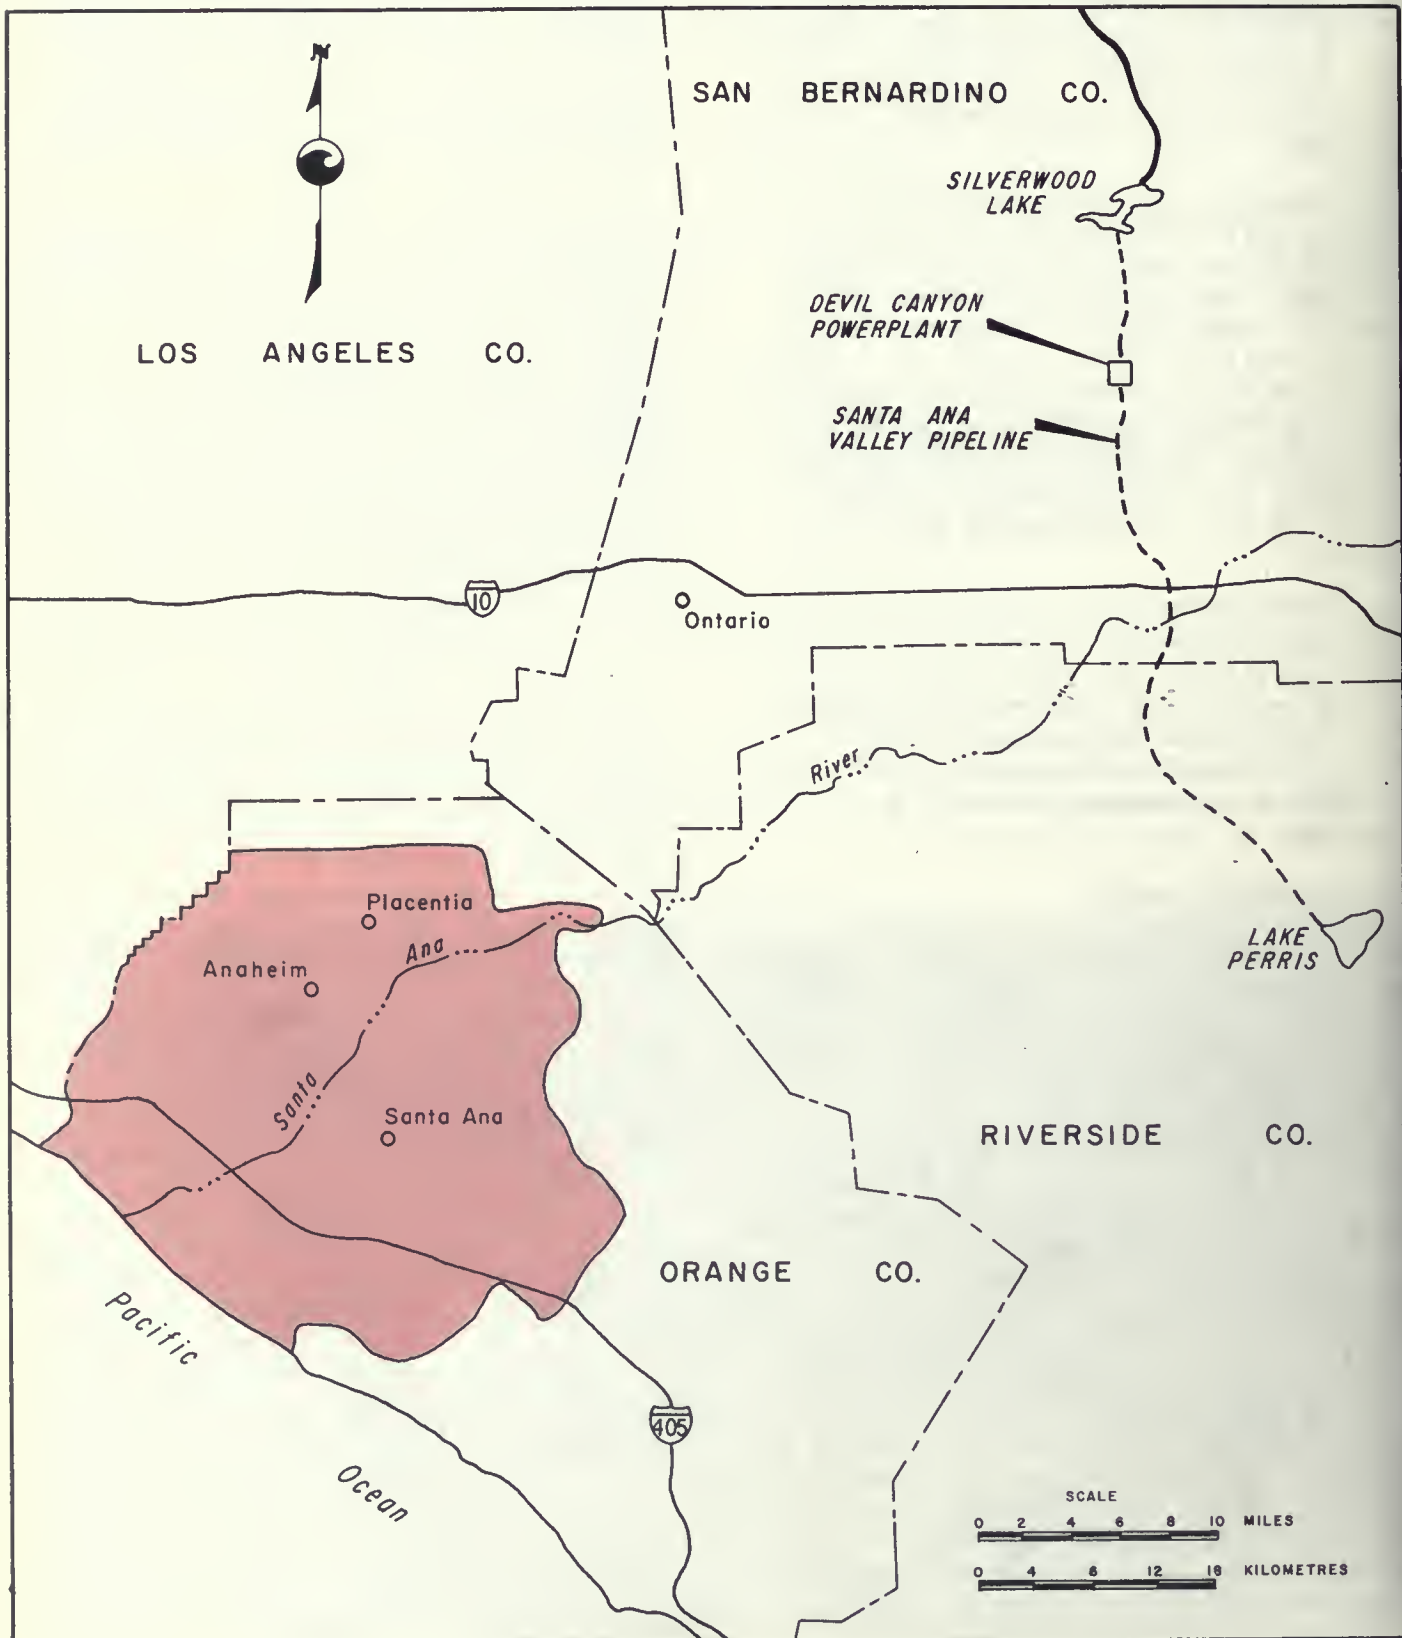 N
SAN BERNARDINO CO.
SILVERWOOD
LAKE
DEVIL CANYON
POWERPLANT
LOS ANGELES CO.
SANTA ANA
VALLEY PIPELINE
10
Ontario
River
Placentia
Ana
LAKE
PERRIS
Anaheim
Santa
Santa Ana
RIVERSIDE CO.
ORANGE CO.
Pacific
Ocean
405
SCALE
0 2 4 6 8 10 MILES
0 4 8 12 16 KILOMETRES